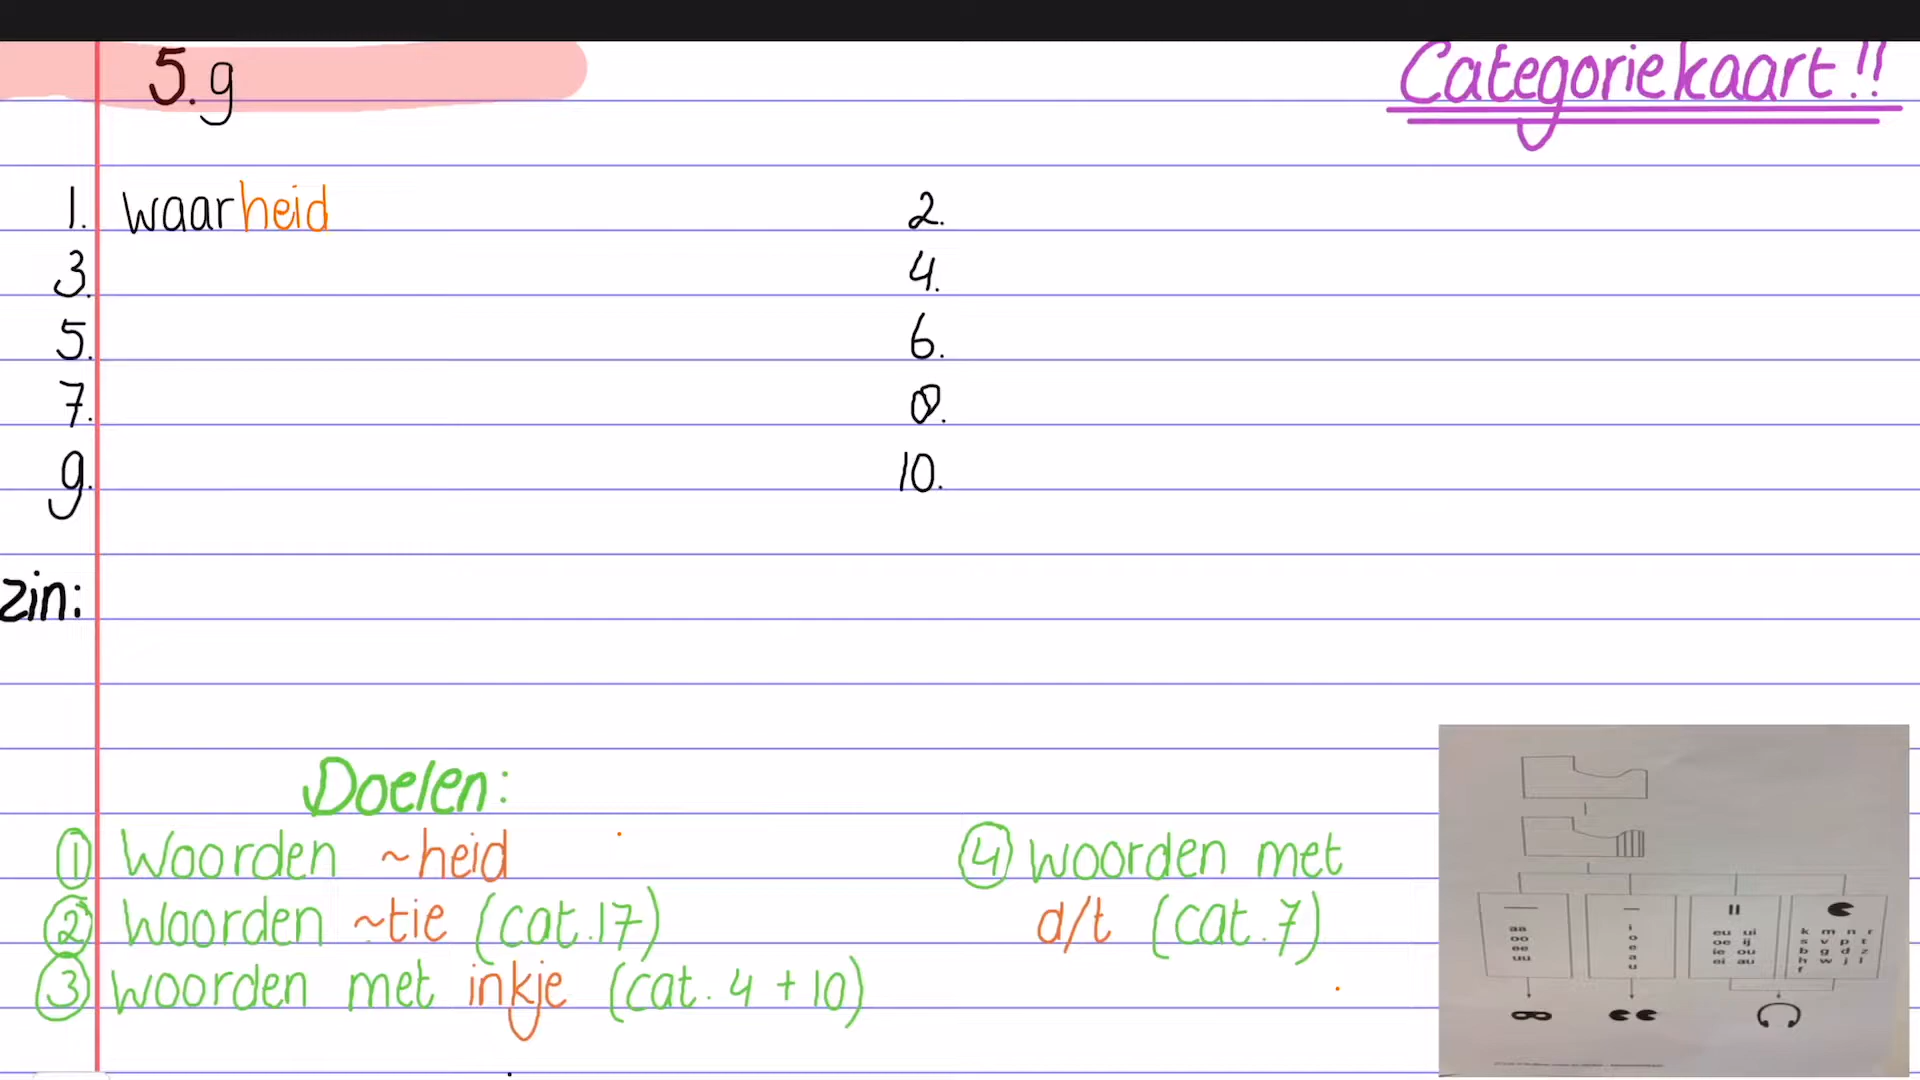 5.g
Categoriekaart!!
1. waarheid
2.
3.
4.
5.
6.
7.
8.
9.
10.
zin:
Doelen:
① Woorden ~heid
② Woorden ~tie (cat.17)
③ woorden met inkje (cat. 4 + 10)
④ woorden met
d/t (cat.7)
aa
oo
ee
uu
i
o
e
a
u
eu ui
oe ij
ie ou
ei au
k m n r
s v p t
b g d z
h w j l
f